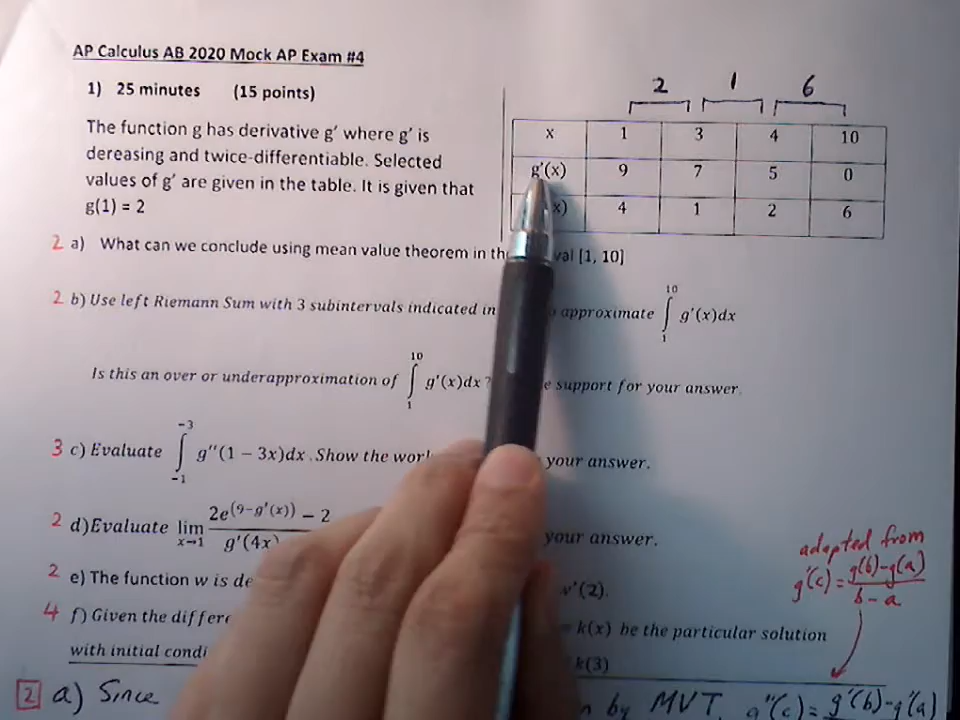 AP Calculus AB 2020 Mock AP Exam #4
1) 25 minutes (15 points)
The function g has derivative g' where g' is
dereasing and twice-differentiable. Selected
values of g' are given in the table. It is given that
g(1) = 2
2 1 6
x 1 3 4 10
g'(x) 9 7 5 0
x) 4 1 2 6
2 a) What can we conclude using mean value theorem in th val [1, 10]
2 b) Use left Riemann Sum with 3 subintervals indicated in approximate ∫₁¹⁰ g'(x)dx
Is this an over or underapproximation of ∫₁¹⁰ g'(x)dx? e support for your answer.
3 c) Evaluate ∫₋₁⁻³ g''(1 − 3x)dx. Show the work your answer.
2 d)Evaluate lim x→1 2e^(9−g'(x)) − 2 / g'(4x) your answer.
2 e) The function w is de w'(2).
4 f) Given the differe = k(x) be the particular solution
with initial condi k(3)
adapted from
g'(c) = g(b)-g(a) / b-a
2 a) Since by MVT, g''(c) = g'(b)-g'(a)